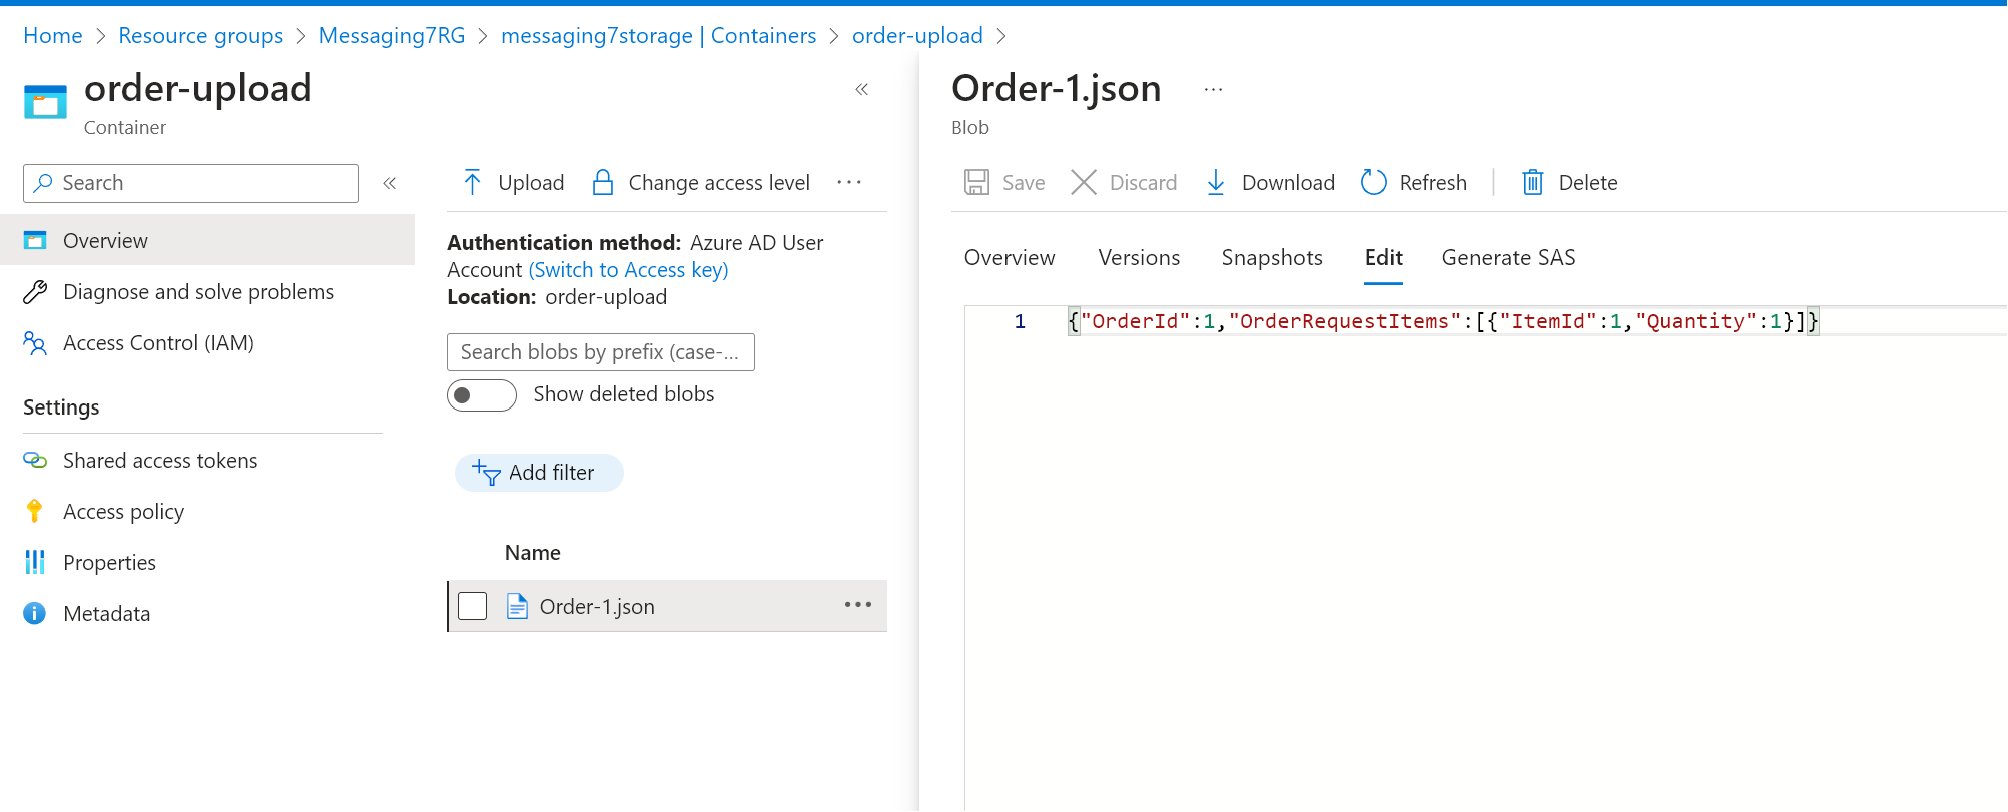 Home > Resource groups > Messaging7RG > messaging7storage | Containers > order-upload >
order-upload
Container
Search
Overview
Diagnose and solve problems
Access Control (IAM)
Settings
Shared access tokens
Access policy
Properties
Metadata
Upload Change access level ...
Authentication method: Azure AD User
Account (Switch to Access key)
Location: order-upload
Search blobs by prefix (case-...
Show deleted blobs
Add filter
Name
Order-1.json ...
Order-1.json ...
Blob
Save Discard Download Refresh Delete
Overview Versions Snapshots Edit Generate SAS
1 {"OrderId":1,"OrderRequestItems":[{"ItemId":1,"Quantity":1}]}